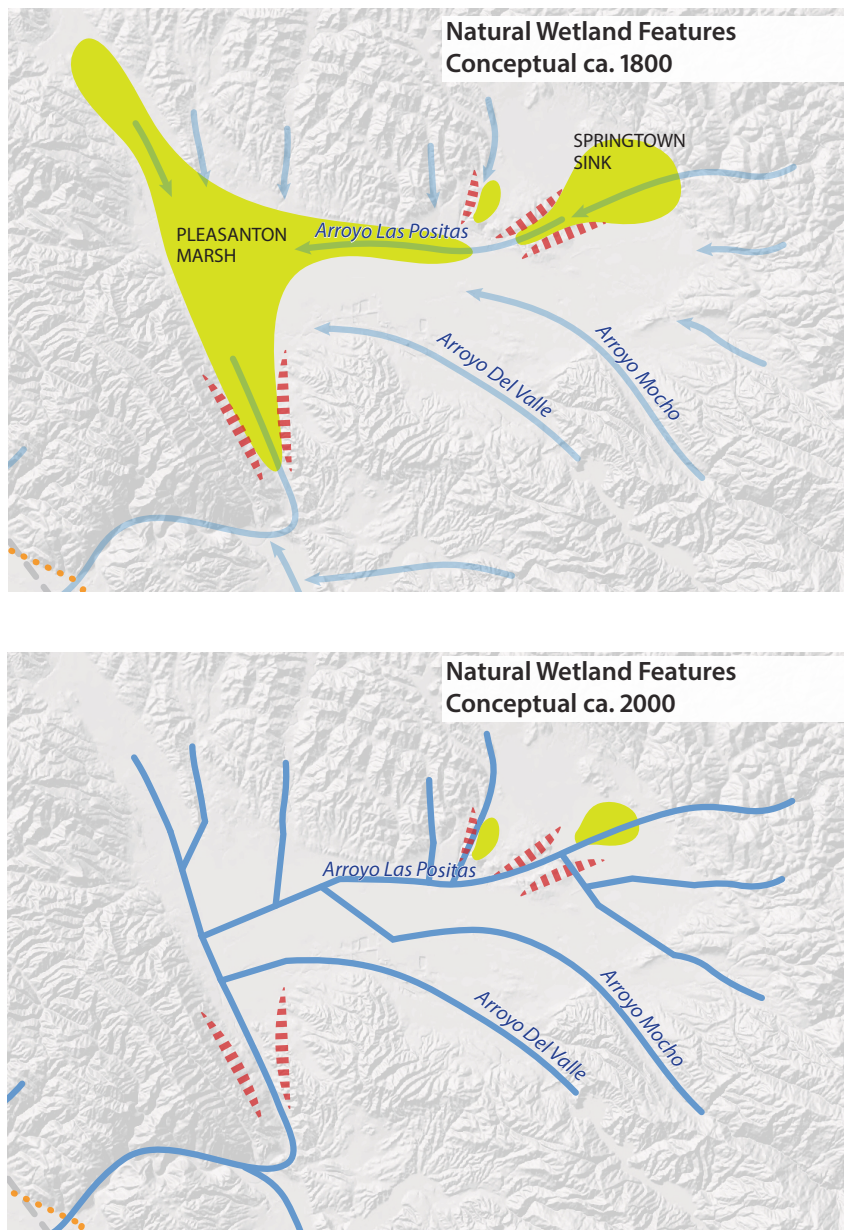 Natural Wetland Features
Conceptual ca. 1800
SPRINGTOWN
SINK
PLEASANTON
MARSH
Arroyo Las Positas
Arroyo Del Valle
Arroyo Mocho
Natural Wetland Features
Conceptual ca. 2000
Arroyo Las Positas
Arroyo Del Valle
Arroyo Mocho